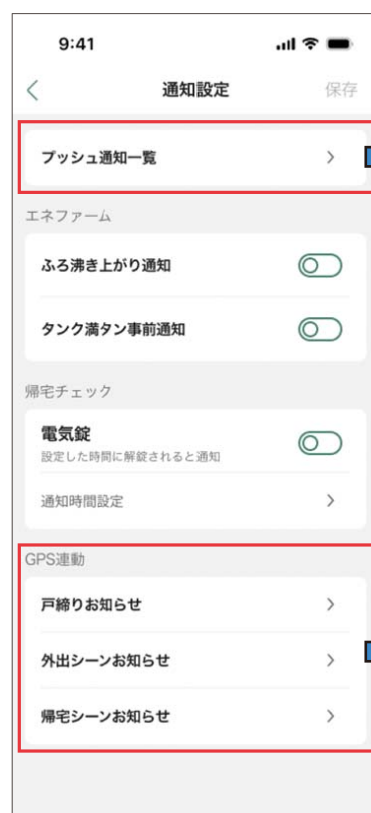 9:41
通知設定
保存
プッシュ通知一覧
エネファーム
ふろ沸き上がり通知
タンク満タン事前通知
帰宅チェック
電気錠
設定した時間に解錠されると通知
通知時間設定
GPS連動
戸締りお知らせ
外出シーンお知らせ
帰宅シーンお知らせ